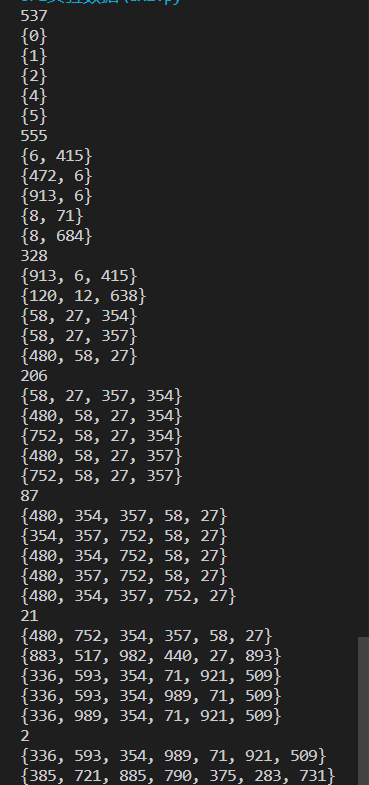 537
{0}
{1}
{2}
{4}
{5}
555
{6, 415}
{472, 6}
{913, 6}
{8, 71}
{8, 684}
328
{913, 6, 415}
{120, 12, 638}
{58, 27, 354}
{58, 27, 357}
{480, 58, 27}
206
{58, 27, 357, 354}
{480, 58, 27, 354}
{752, 58, 27, 354}
{480, 58, 27, 357}
{752, 58, 27, 357}
87
{480, 354, 357, 58, 27}
{354, 357, 752, 58, 27}
{480, 354, 752, 58, 27}
{480, 357, 752, 58, 27}
{480, 354, 357, 752, 27}
21
{480, 752, 354, 357, 58, 27}
{883, 517, 982, 440, 27, 893}
{336, 593, 354, 71, 921, 509}
{336, 593, 354, 989, 71, 509}
{336, 989, 354, 71, 921, 509}
2
{336, 593, 354, 989, 71, 921, 509}
{385, 721, 885, 790, 375, 283, 731}